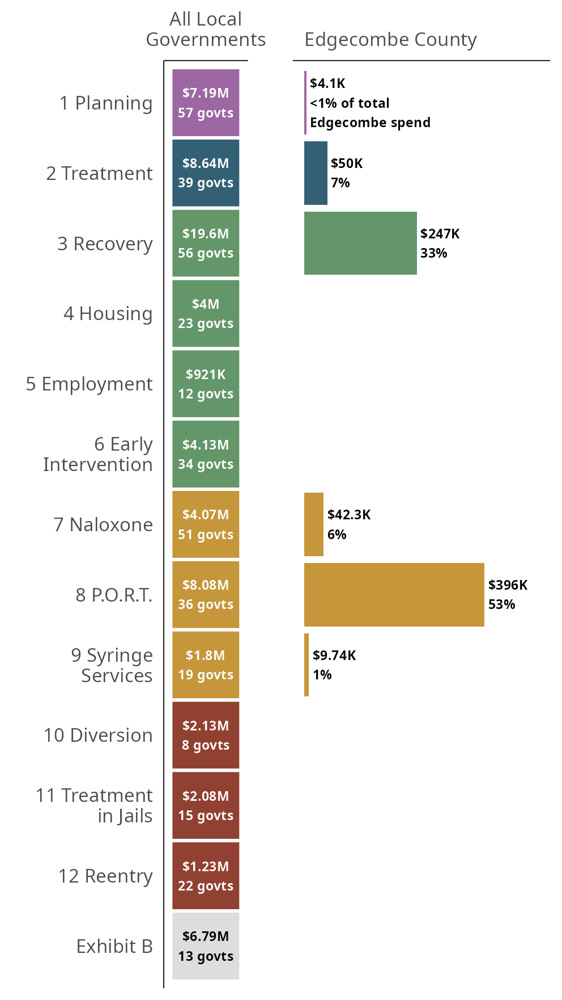 All Local
Governments
Edgecombe County
1 Planning
$7.19M
57 govts
$4.1K
<1% of total
Edgecombe spend
2 Treatment
$8.64M
39 govts
$50K
7%
3 Recovery
$19.6M
56 govts
$247K
33%
4 Housing
$4M
23 govts
5 Employment
$921K
12 govts
6 Early
Intervention
$4.13M
34 govts
7 Naloxone
$4.07M
51 govts
$42.3K
6%
8 P.O.R.T.
$8.08M
36 govts
$396K
53%
9 Syringe
Services
$1.8M
19 govts
$9.74K
1%
10 Diversion
$2.13M
8 govts
11 Treatment
in Jails
$2.08M
15 govts
12 Reentry
$1.23M
22 govts
Exhibit B
$6.79M
13 govts